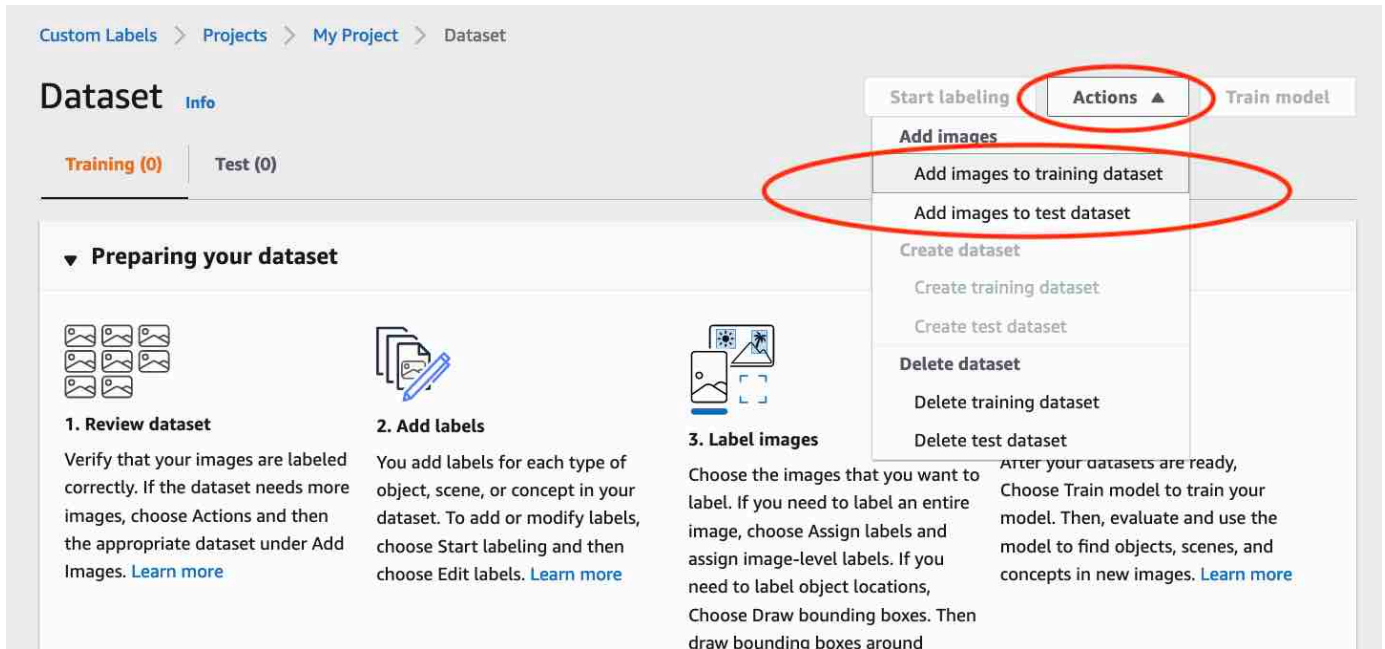 Custom Labels > Projects > My Project > Dataset
Dataset Info
Start labeling
Actions ▲
Train model
Training (0)
Test (0)
Add images
Add images to training dataset
Add images to test dataset
Create dataset
Create training dataset
Create test dataset
Delete dataset
Delete training dataset
Delete test dataset
▼ Preparing your dataset
1. Review dataset
Verify that your images are labeled
correctly. If the dataset needs more
images, choose Actions and then
the appropriate dataset under Add
Images. Learn more
2. Add labels
You add labels for each type of
object, scene, or concept in your
dataset. To add or modify labels,
choose Start labeling and then
choose Edit labels. Learn more
3. Label images
Choose the images that you want to
label. If you need to label an entire
image, choose Assign labels and
assign image-level labels. If you
need to label object locations,
Choose Draw bounding boxes. Then
draw bounding boxes around
After your datasets are ready,
Choose Train model to train your
model. Then, evaluate and use the
model to find objects, scenes, and
concepts in new images. Learn more